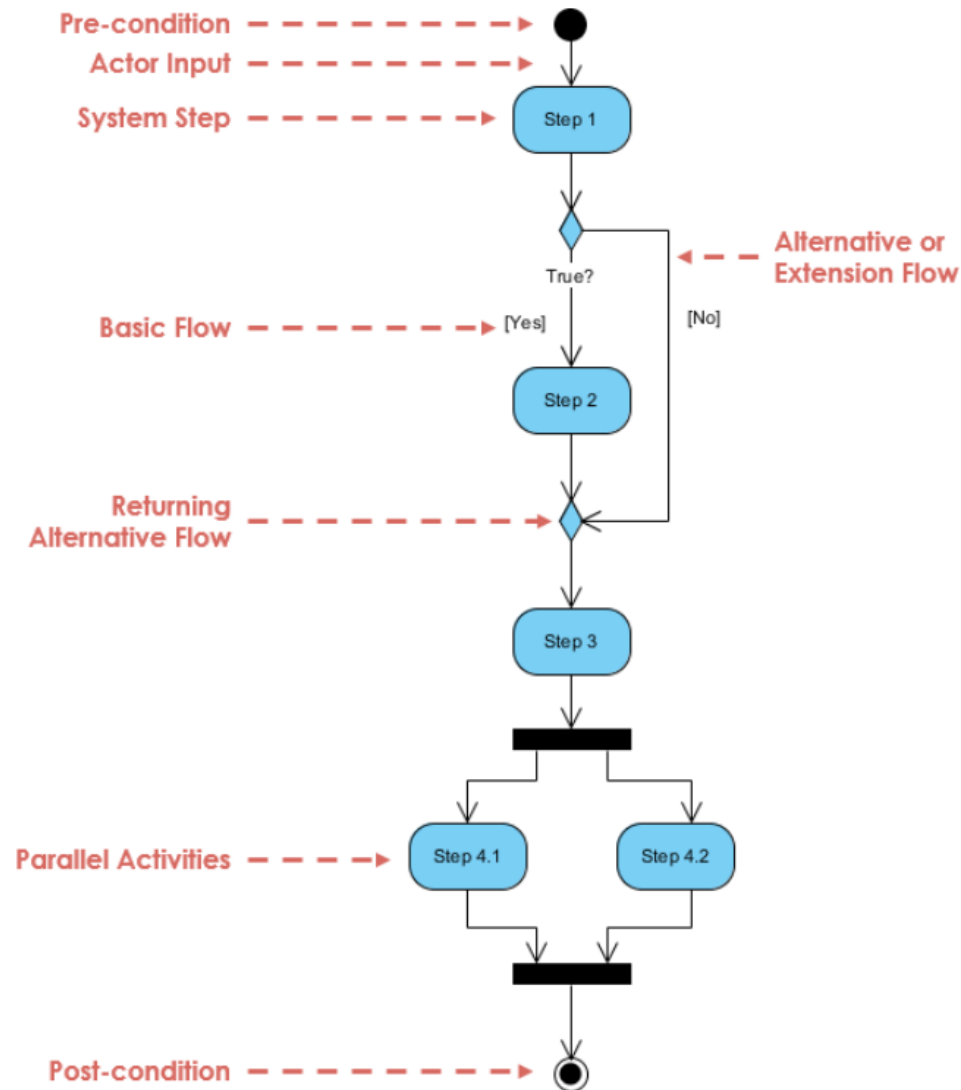 Pre-condition
Actor Input
System Step
Step 1
Alternative or
Extension Flow
True?
Basic Flow
[Yes]
[No]
Step 2
Returning
Alternative Flow
Step 3
Parallel Activities
Step 4.1
Step 4.2
Post-condition